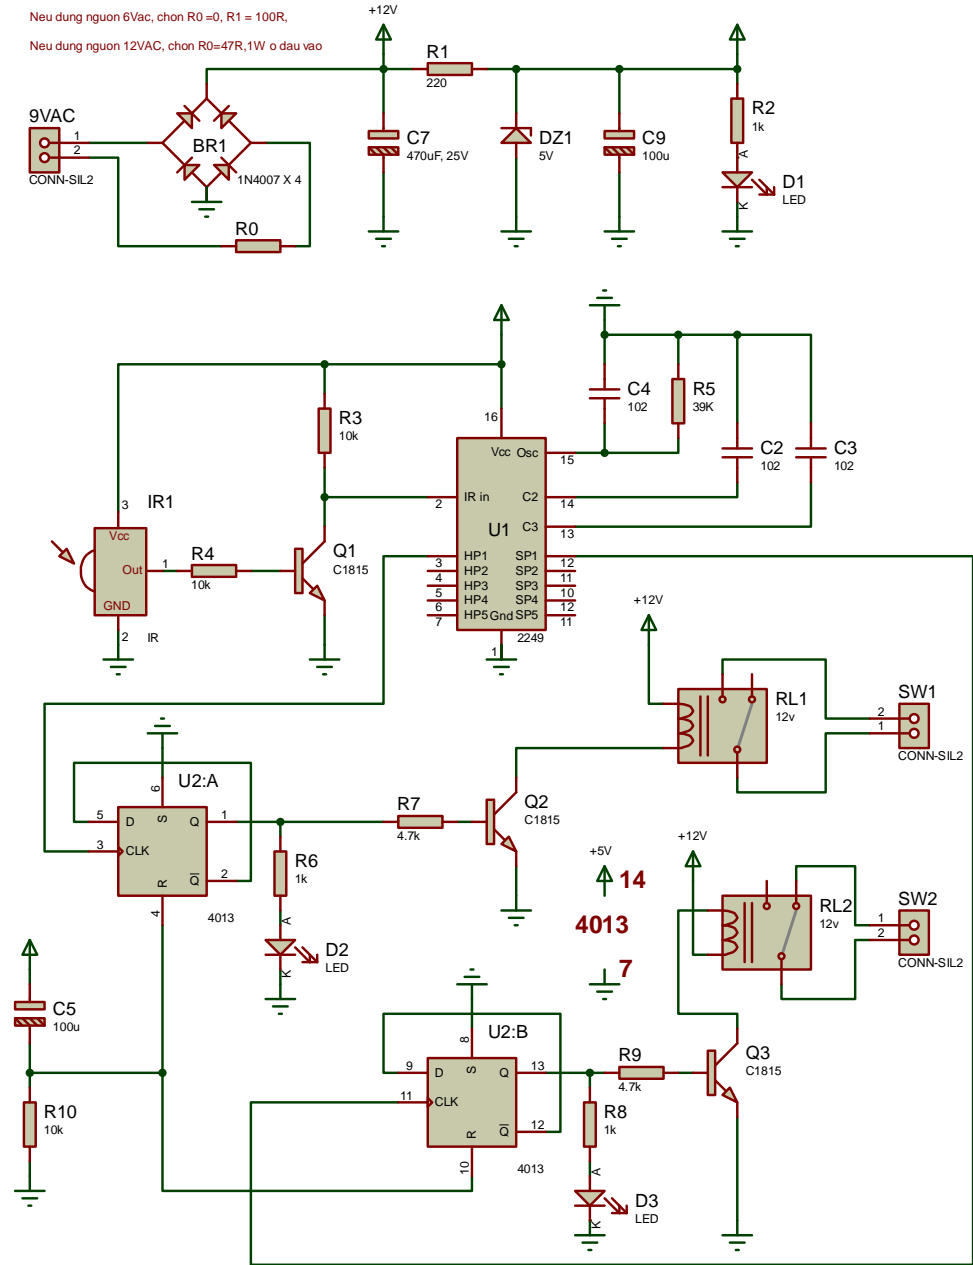 Neu dung nguon 6Vac, chon R0 =0, R1 = 100R,
Neu dung nguon 12VAC, chon R0=47R,1W o dau vao
+12V
R1
220
9VAC
1
2
CONN-SIL2
BR1
1N4007 X 4
R0
C7
470uF, 25V
DZ1
5V
C9
100u
R2
1k
A
D1
LED
K
R3
10k
C4
102
R5
39K
C2
102
C3
102
16
Vcc
Osc
15
IR in
2
C2
14
C3
13
U1
HP1
3
HP2
4
HP3
5
HP4
6
HP5
7
SP1
12
SP2
11
SP3
10
SP4
12
SP5
11
Gnd
1
2249
3
IR1
Vcc
Out
1
GND
2
IR
R4
10k
Q1
C1815
+12V
RL1
12v
SW1
2
1
CONN-SIL2
U2:A
6
5
D
S
Q
1
3
CLK
R
Q
2
4
4013
R7
4.7k
Q2
C1815
R6
1k
A
D2
LED
K
+5V
14
4013
7
+12V
RL2
12v
SW2
1
2
CONN-SIL2
C5
100u
R10
10k
U2:B
8
9
D
S
Q
13
11
CLK
R
Q
12
10
4013
R9
4.7k
Q3
C1815
R8
1k
A
D3
LED
K